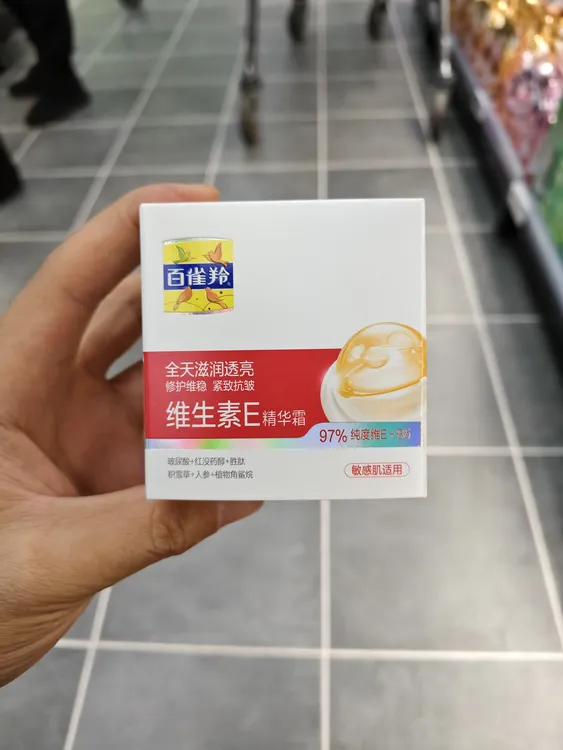 百雀羚
全天滋润透亮
修护维稳 紧致抗皱
维生素E精华霜
97% 纯度维E
玻尿酸+红没药醇+胜肽
积雪草+人参+植物角鲨烷
敏感肌适用